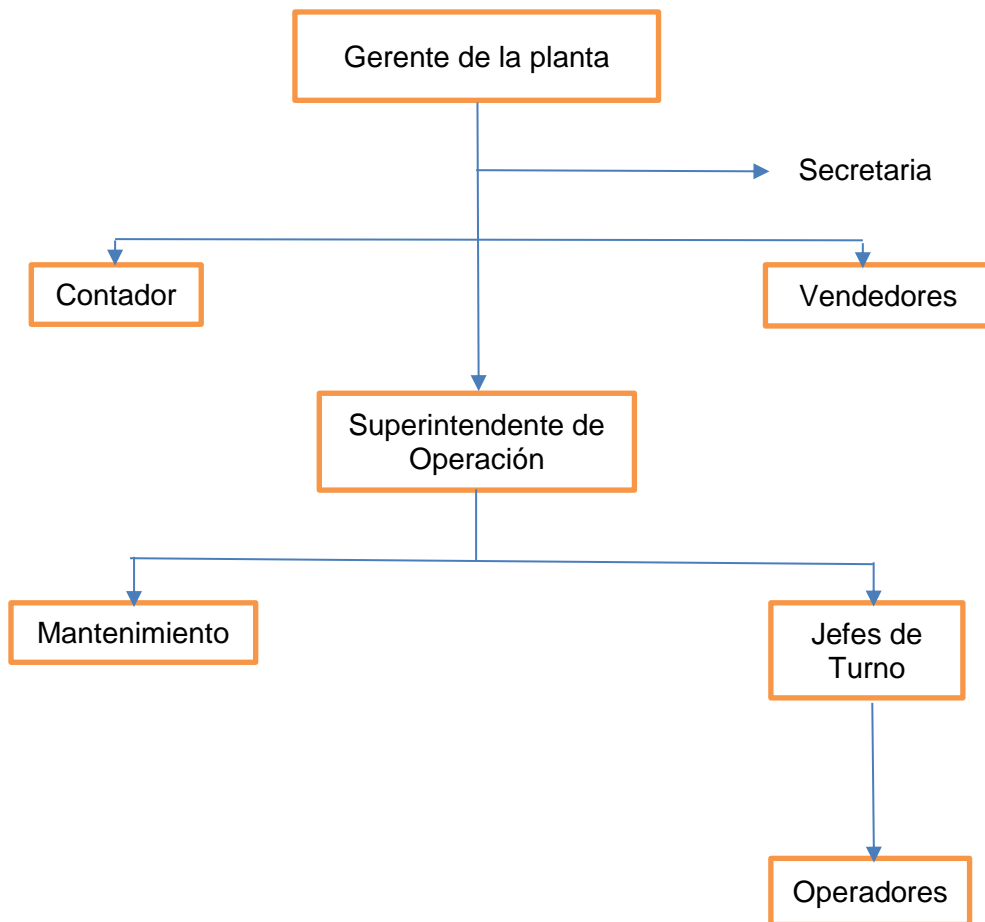 Gerente de la planta
Secretaria
Contador
Vendedores
Superintendente de
Operación
Mantenimiento
Jefes de
Turno
Operadores